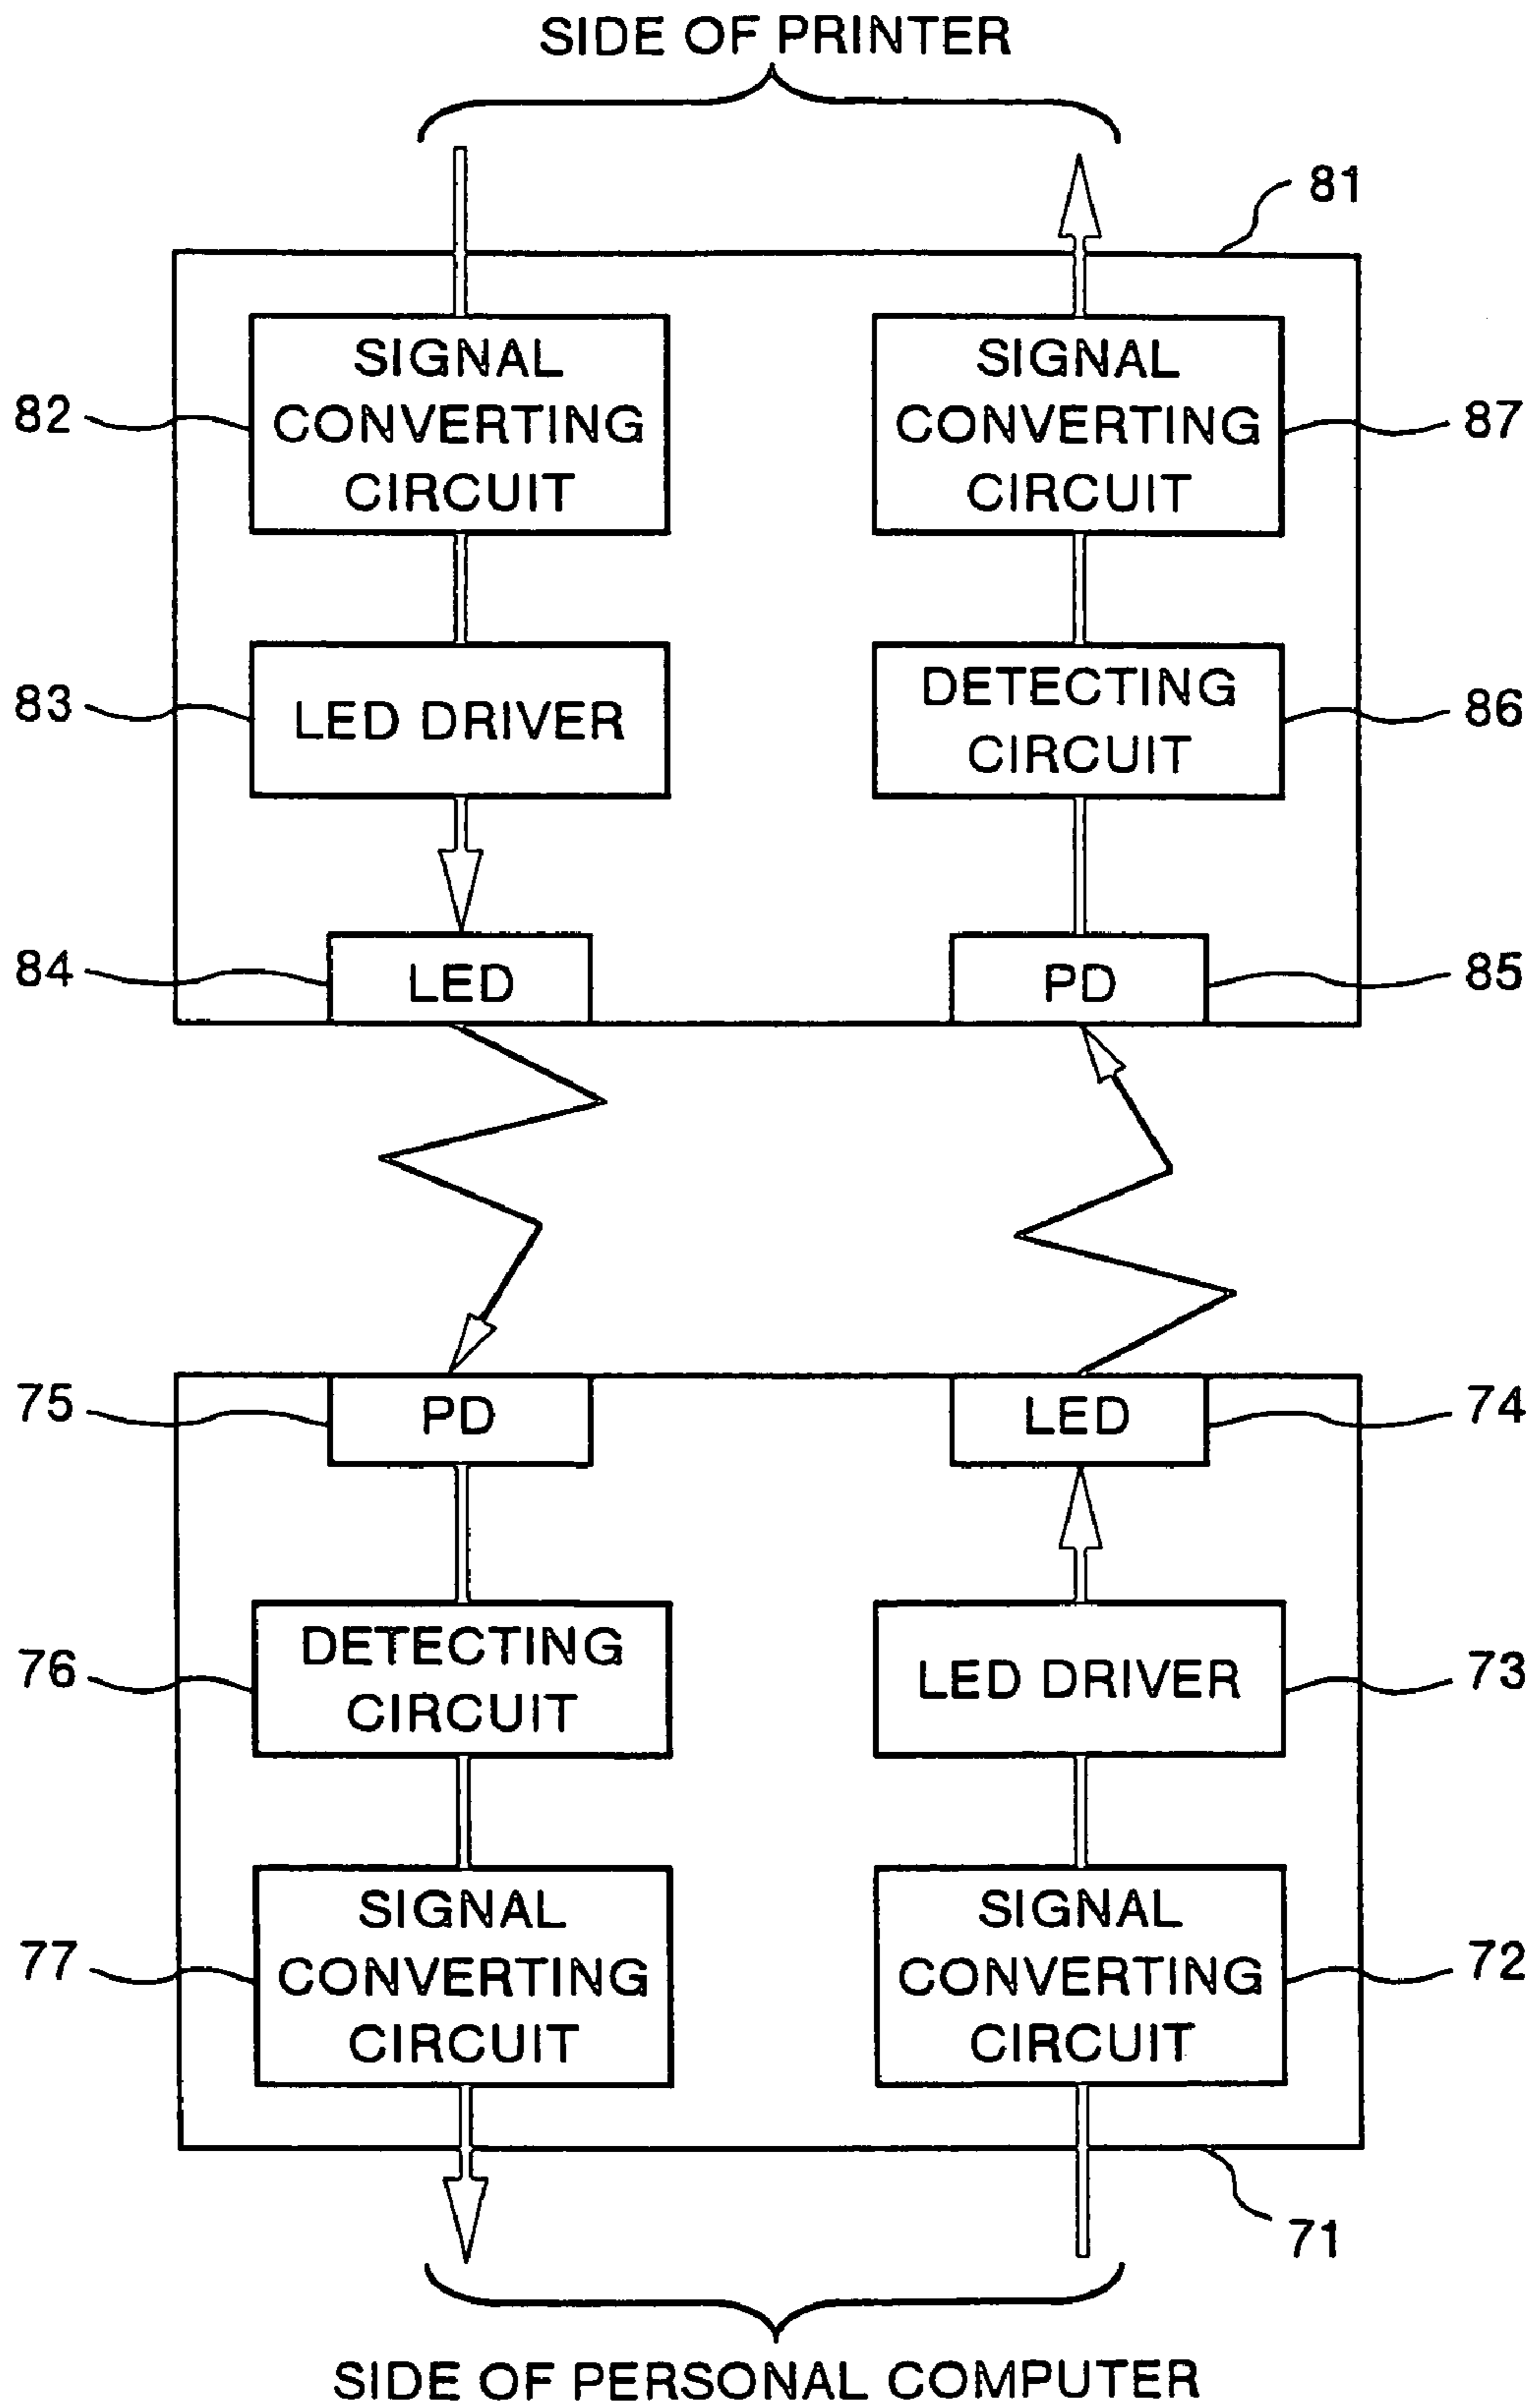 SIDE OF PRINTER
81
SIGNAL
CONVERTING
CIRCUIT
82
SIGNAL
CONVERTING
CIRCUIT
87
LED DRIVER
83
DETECTING
CIRCUIT
86
LED
84
PD
85
PD
75
LED
74
DETECTING
CIRCUIT
76
LED DRIVER
73
SIGNAL
CONVERTING
CIRCUIT
77
SIGNAL
CONVERTING
CIRCUIT
72
71
SIDE OF PERSONAL COMPUTER